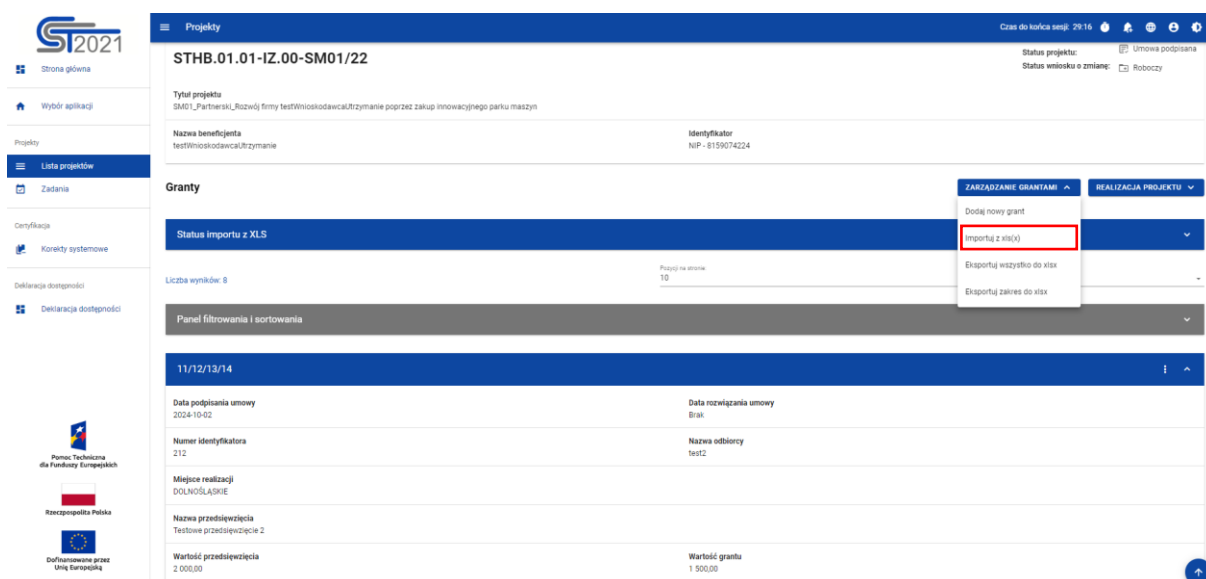 SST2021
Projekty
Czas do końca sesji: 29:16
Strona główna
Wybór aplikacji
Projekty
Lista projektów
Zadania
Certyfikacja
Korekty systemowe
Deklaracja dostępności
Deklaracja dostępności
Pomoc Techniczna
dla Funduszy Europejskich
Rzeczpospolita Polska
Dofinansowane przez
Unię Europejską
STHB.01.01-IZ.00-SM01/22
Status projektu: Umowa podpisana
Status wniosku o zmianę: Roboczy
Tytuł projektu
SM01_Partnerski_Rozwój firmy testWnioskodawcaUtrzymanie poprzez zakup innowacyjnego parku maszyn
Nazwa beneficjenta
testWnioskodawcaUtrzymanie
Identyfikator
NIP - 8159074224
Granty
ZARZĄDZANIE GRANTAMI
REALIZACJA PROJEKTU
Dodaj nowy grant
Importuj z xls(x)
Eksportuj wszystko do xlsx
Eksportuj zakres do xlsx
Status importu z XLS
Liczba wyników: 8
Pozycji na stronie
10
Panel filtrowania i sortowania
11/12/13/14
Data podpisania umowy
2024-10-02
Data rozwiązania umowy
Brak
Numer identyfikatora
212
Nazwa odbiorcy
test2
Miejsce realizacji
DOLNOŚLĄSKIE
Nazwa przedsięwzięcia
Testowe przedsięwzięcie 2
Wartość przedsięwzięcia
2 000,00
Wartość grantu
1 500,00